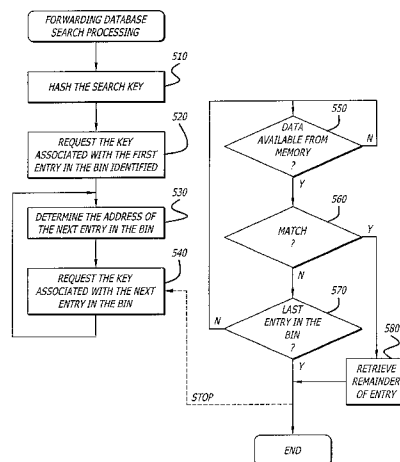 FORWARDING DATABASE
SEARCH PROCESSING
510
HASH THE SEARCH KEY
520
REQUEST THE KEY
ASSOCIATED WITH THE FIRST
ENTRY IN THE BIN IDENTIFIED
530
DETERMINE THE ADDRESS OF
THE NEXT ENTRY IN THE BIN
540
REQUEST THE KEY
ASSOCIATED WITH THE NEXT
ENTRY IN THE BIN
STOP
550
DATA
AVAILABLE FROM
MEMORY
?
N
Y
560
MATCH
?
Y
N
570
LAST
ENTRY IN THE
BIN
?
N
Y
580
RETRIEVE
REMAINDER
OF ENTRY
END